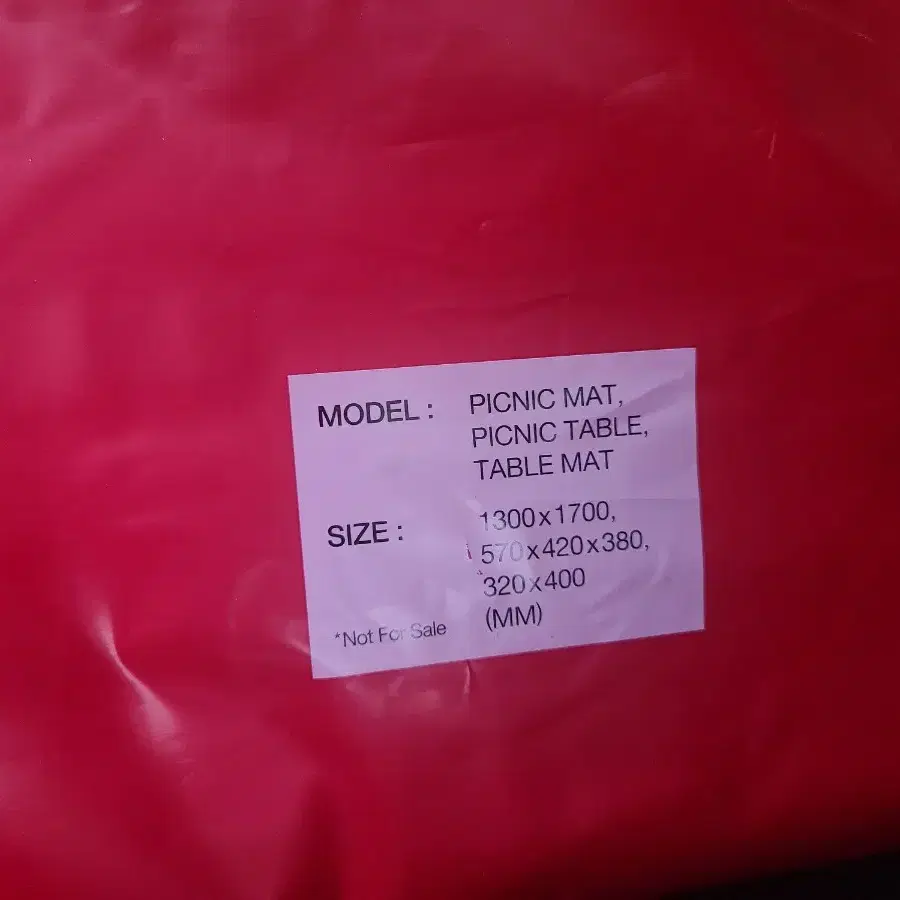 MODEL : PICNIC MAT,
PICNIC TABLE,
TABLE MAT
SIZE : 1300x1700,
570x420x380,
320x400
(MM)
*Not For Sale